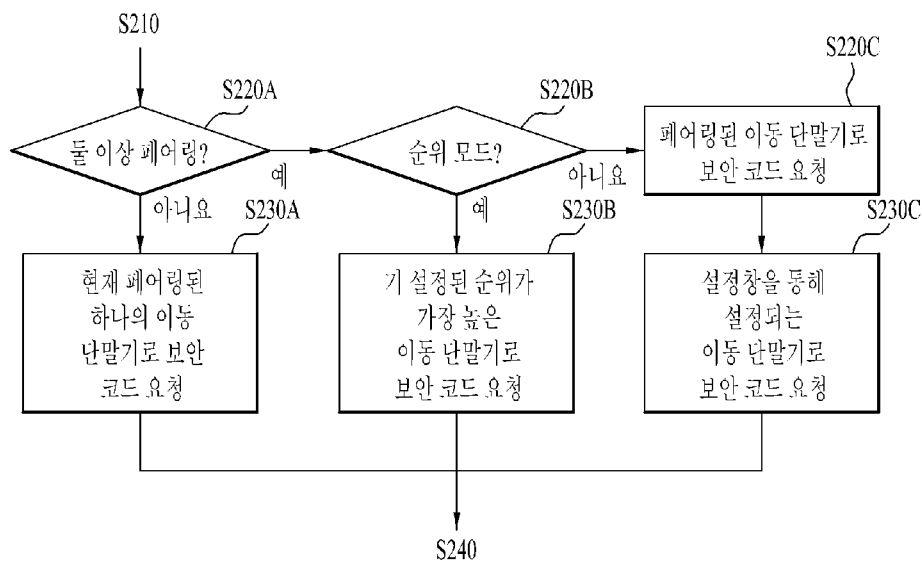 S210
S220A
둘 이상 페어링?
예
아니요
S220B
순위 모드?
아니요
예
S220C
페어링된 이동 단말기로
보안 코드 요청
S230A
현재 페어링된
하나의 이동
단말기로 보안
코드 요청
S230B
기 설정된 순위가
가장 높은
이동 단말기로
보안 코드 요청
S230C
설정창을 통해
설정되는
이동 단말기로
보안 코드 요청
S240